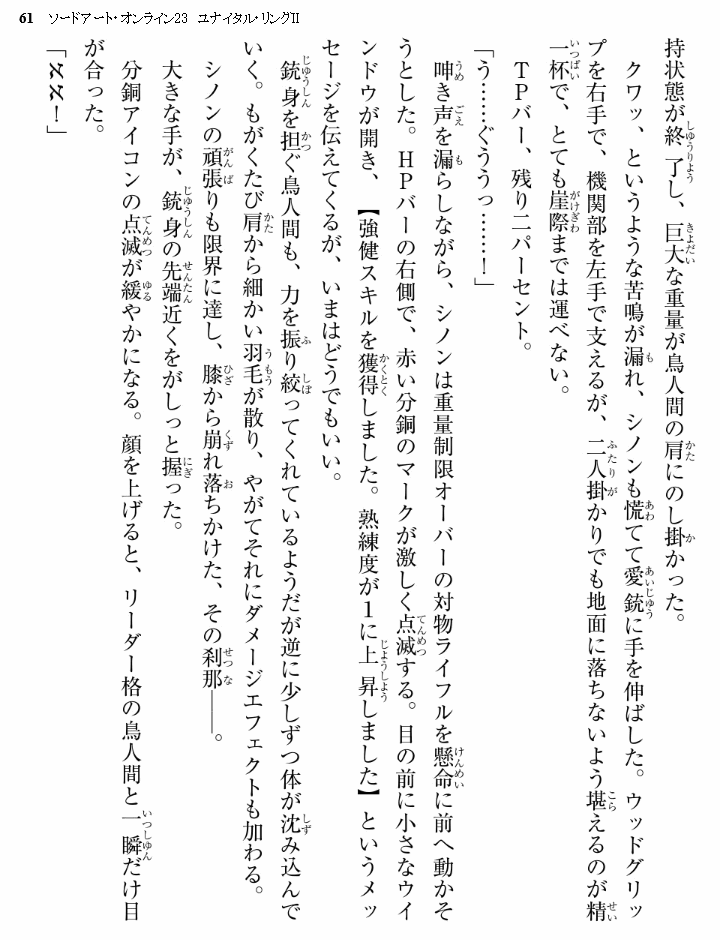 61 ソードアート・オンライン23 ユナイタル・リングII
持状態が終了し、巨大な重量が鳥人間の肩にのし掛かった。
クワッ、というような苦鳴が漏れ、シノンも慌てて愛銃に手を伸ばした。ウッドグリッ
プを右手で、機関部を左手で支えるが、二人掛かりでも地面に落ちないよう堪えるのが精
一杯で、とても崖際までは運べない。
TPバー、残り二パーセント。
「う……ぐううっ……！」
呻き声を漏らしながら、シノンは重量制限オーバーの対物ライフルを懸命に前へ動かそ
うとした。HPバーの右側で、赤い分銅のマークが激しく点滅する。目の前に小さなウイ
ンドウが開き、【強健スキルを獲得しました。熟練度が1に上昇しました】というメッ
セージを伝えてくるが、いまはどうでもいい。
銃身を担ぐ鳥人間も、力を振り絞ってくれているようだが逆に少しずつ体が沈み込んで
いく。もがくたび肩から細かい羽毛が散り、やがてそれにダメージエフェクトも加わる。
シノンの頑張りも限界に達し、膝から崩れ落ちかけた、その刹那――。
大きな手が、銃身の先端近くをがしっと握った。
分銅アイコンの点滅が緩やかになる。顔を上げると、リーダー格の鳥人間と一瞬だけ目
が合った。
「ℵℵ！」